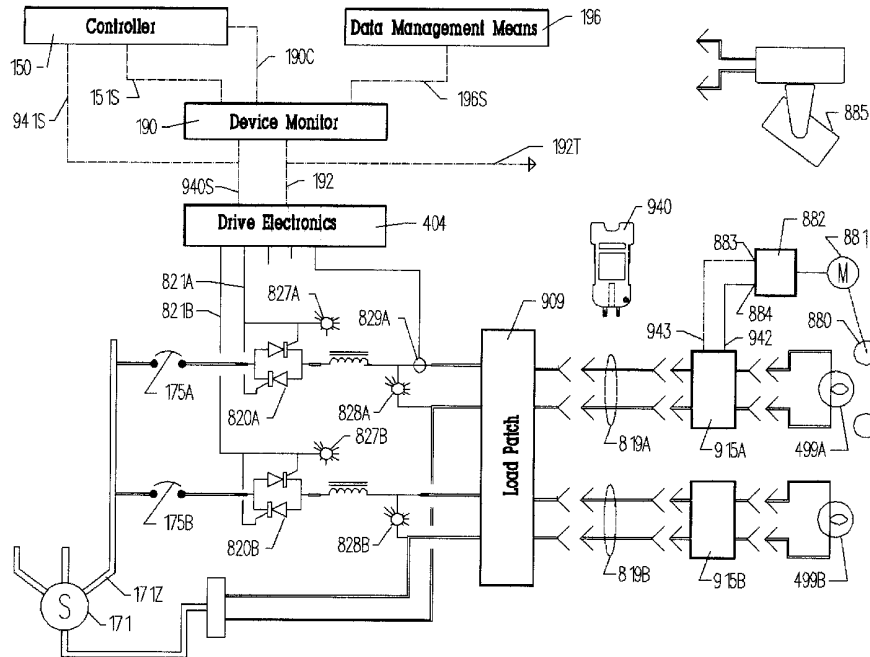 Controller
Data Management Means
196
150
190C
151S
196S
941S
190
Device Monitor
885
192T
940S
192
Drive Electronics
404
940
882
881
883
M
821A
827A
884
821B
829A
909
943
942
880
175A
820A
828A
819A
915A
499A
827B
Load Patch
175B
820B
828B
819B
915B
499B
171Z
S
171